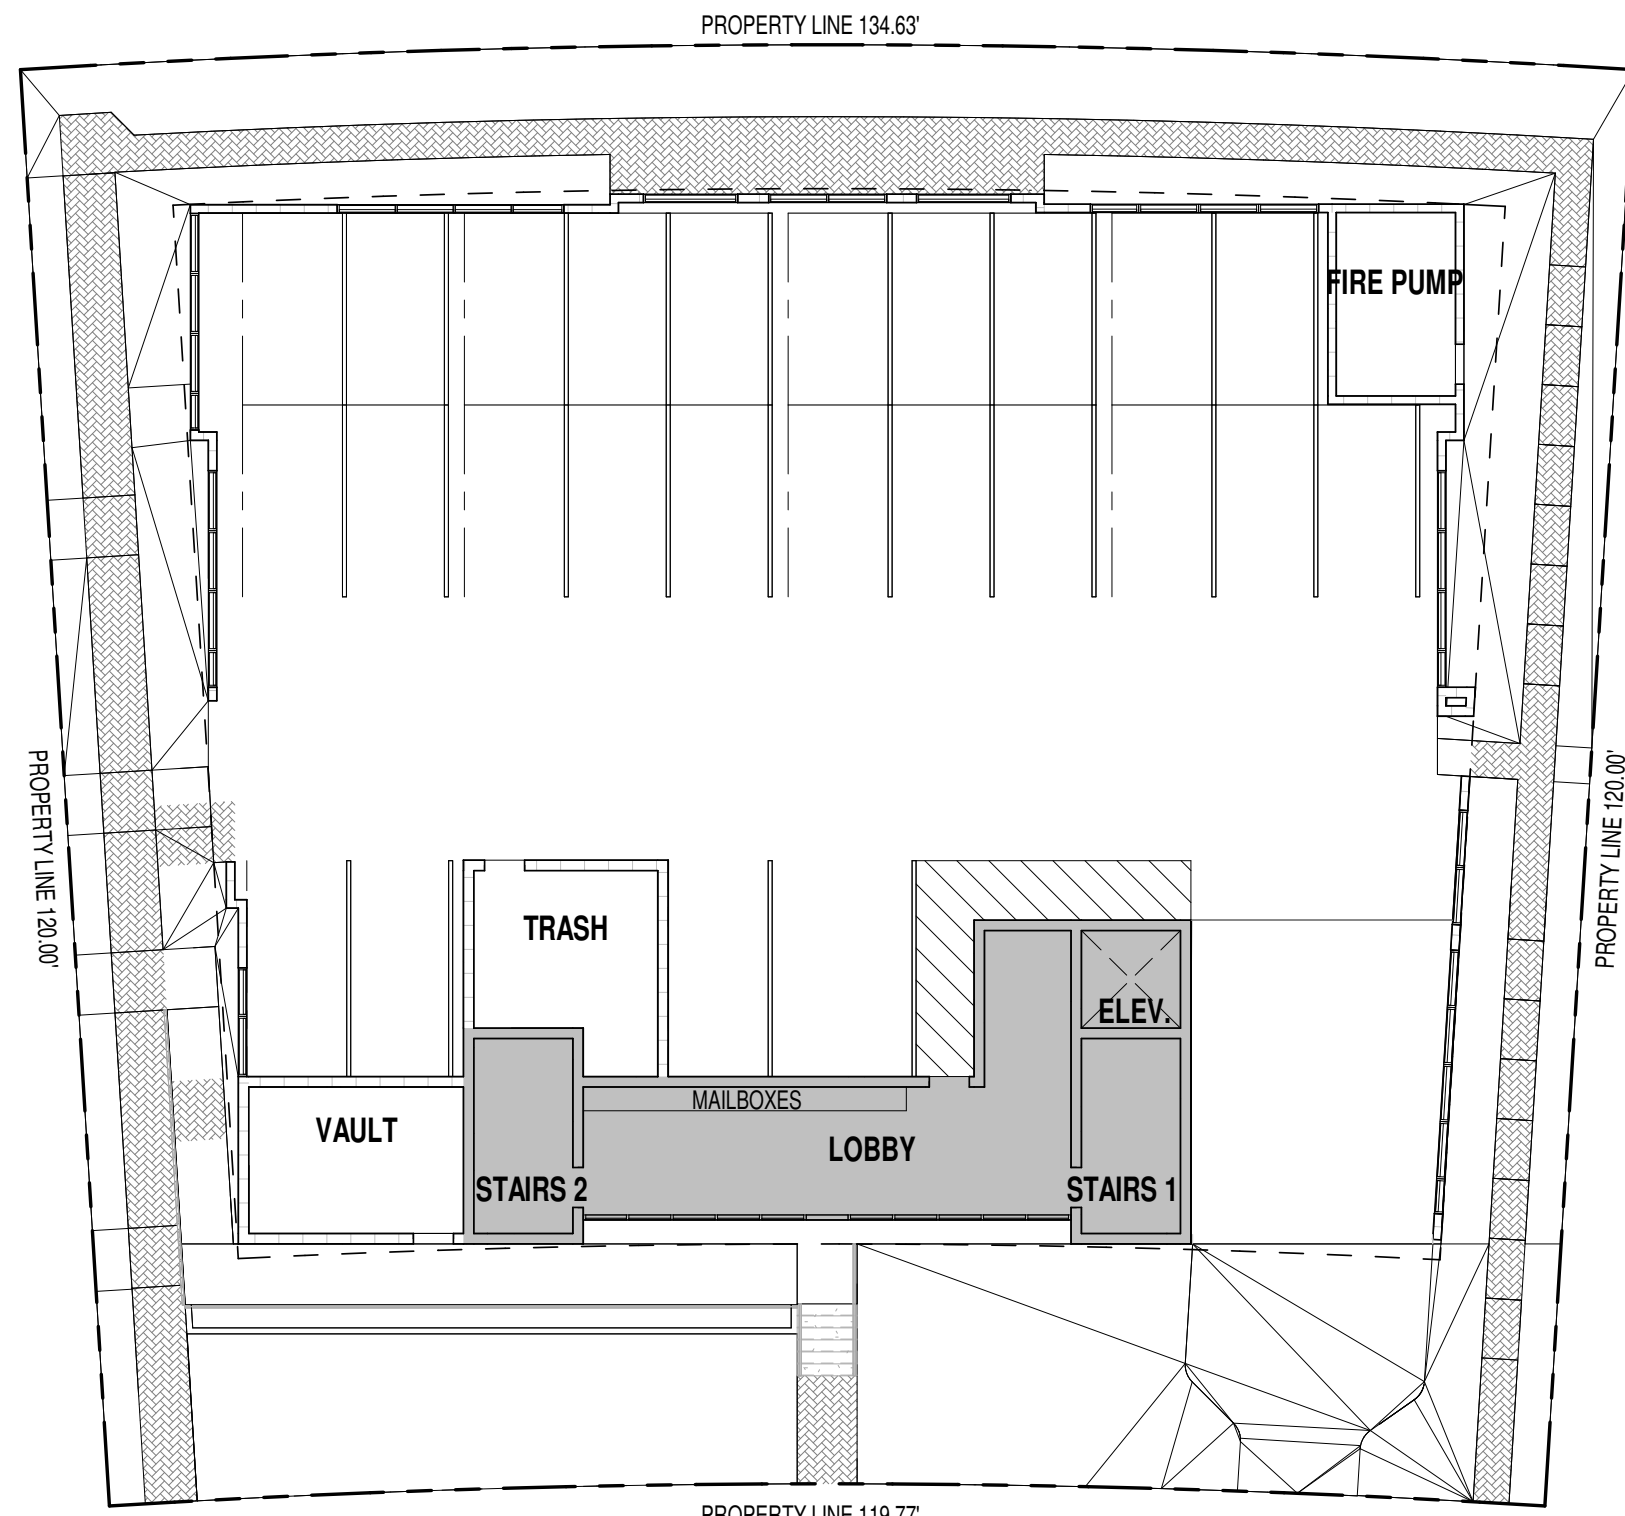 PROPERTY LINE 134.63'
FIRE PUMP
PROPERTY LINE 120.00'
PROPERTY LINE 120.00'
TRASH
ELEV.
MAILBOXES
VAULT
LOBBY
STAIRS 2
STAIRS 1
PROPERTY LINE 119.77'